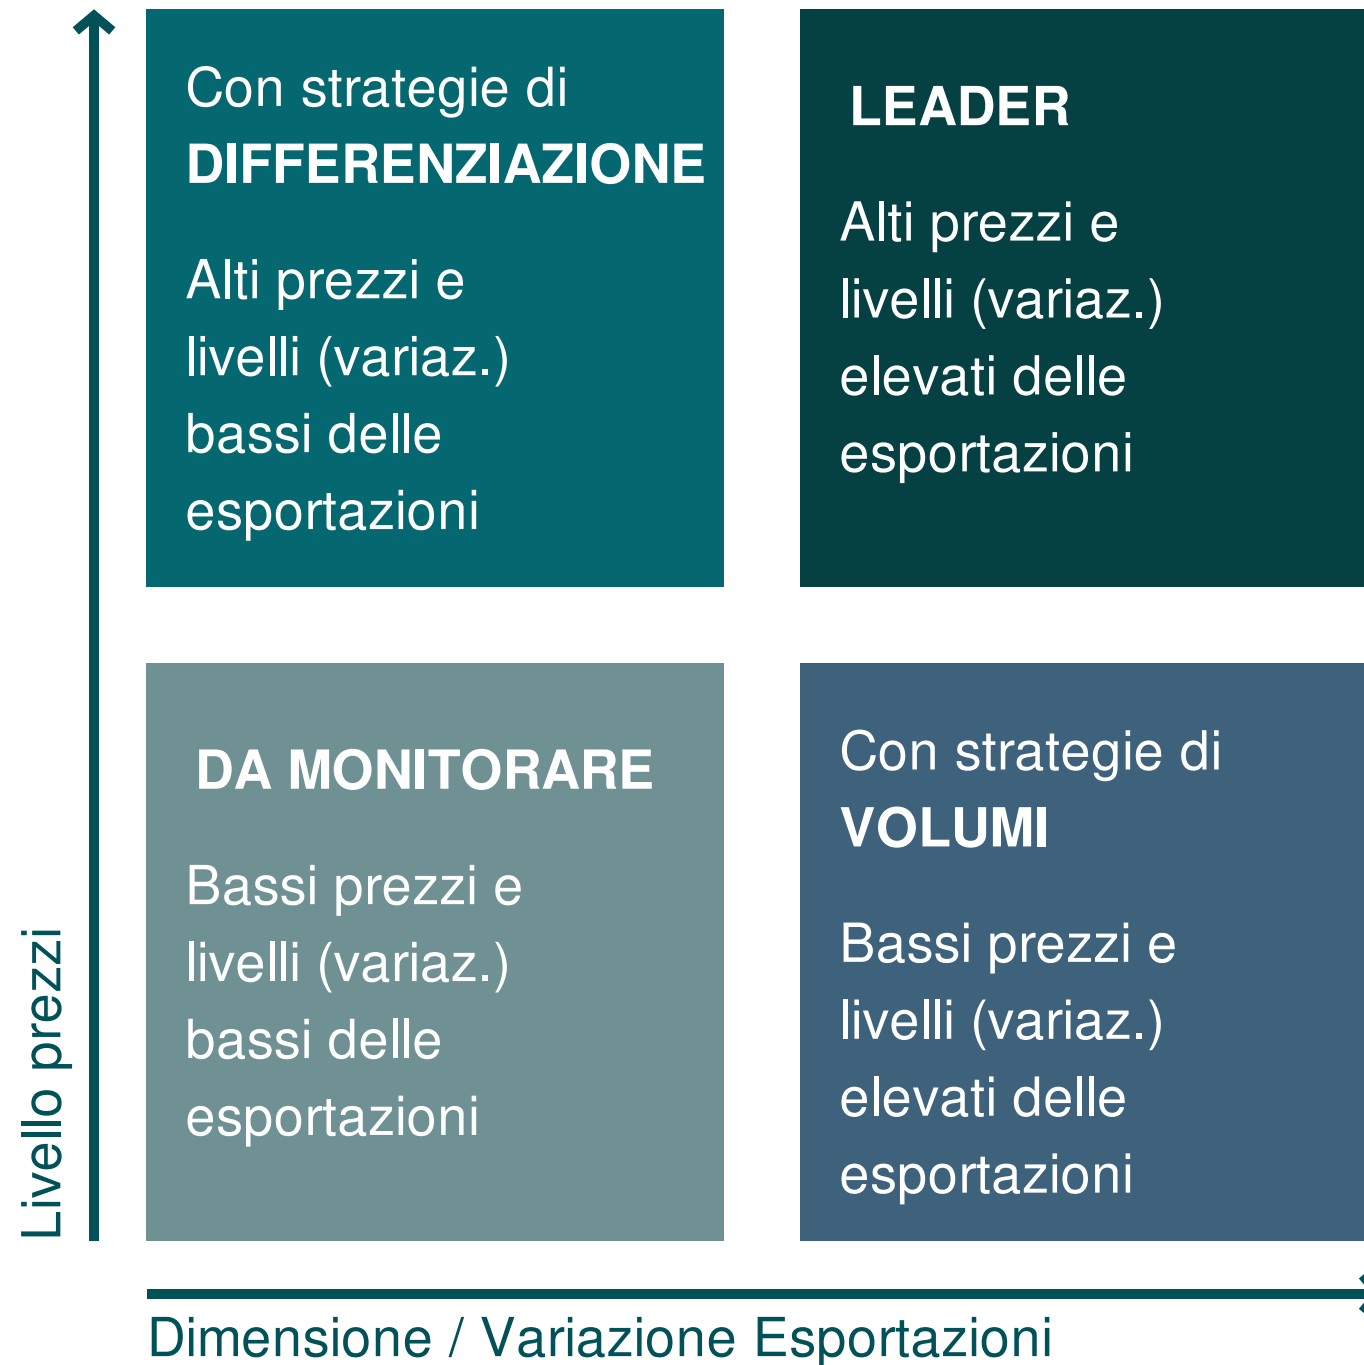 Con strategie di
DIFFERENZIAZIONE
Alti prezzi e
livelli (variaz.)
bassi delle
esportazioni
LEADER
Alti prezzi e
livelli (variaz.)
elevati delle
esportazioni
DA MONITORARE
Bassi prezzi e
livelli (variaz.)
bassi delle
esportazioni
Con strategie di
VOLUMI
Bassi prezzi e
livelli (variaz.)
elevati delle
esportazioni
Livello prezzi
Dimensione / Variazione Esportazioni